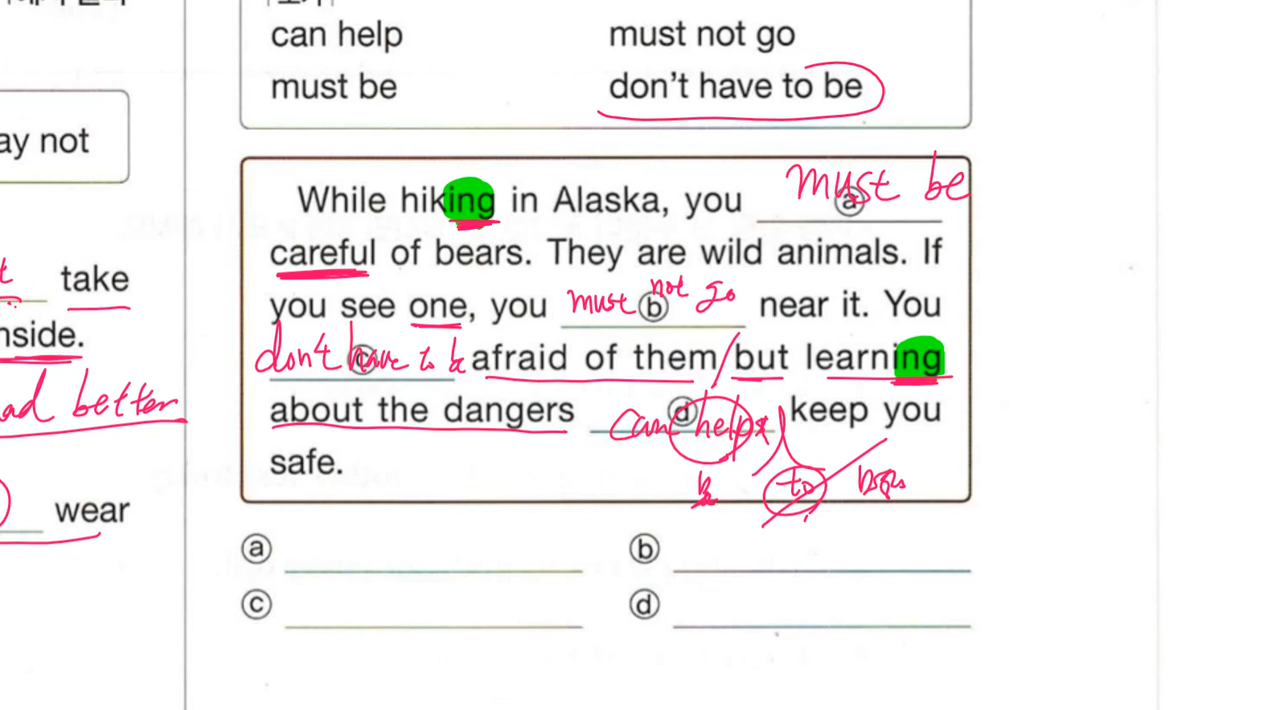 can help must not go
must be don't have to be
ay not
While hiking in Alaska, you ⓐ must be
careful of bears. They are wild animals. If
you see one, you ⓑ must not go near it. You
ⓒ don't have to b afraid of them / but learning
about the dangers ⓓ can help keep you
safe.
to
take
nside.
ad better
wear
ⓐ ⓑ
ⓒ ⓓ